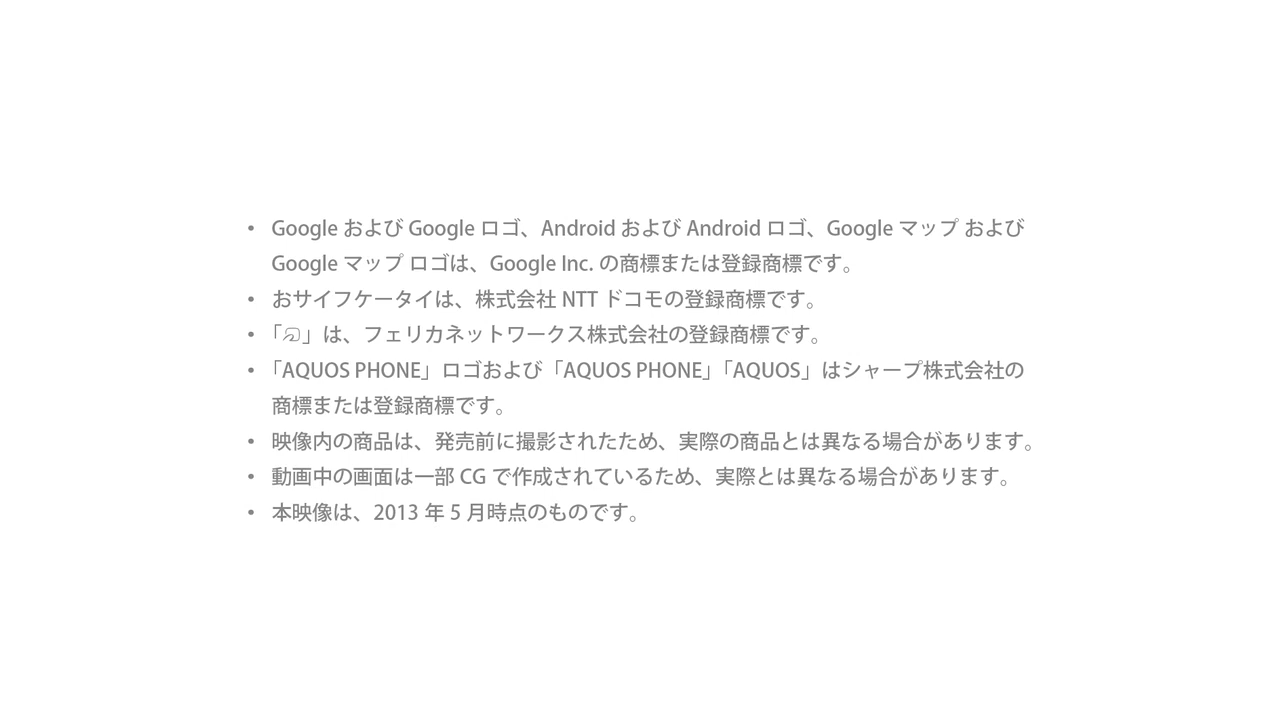 • Google および Google ロゴ、Android および Android ロゴ、Google マップ および
Google マップ ロゴは、Google Inc. の商標または登録商標です。
• おサイフケータイは、株式会社 NTT ドコモの登録商標です。
• 「」は、フェリカネットワークス株式会社の登録商標です。
• 「AQUOS PHONE」ロゴおよび「AQUOS PHONE」「AQUOS」はシャープ株式会社の
商標または登録商標です。
• 映像内の商品は、発売前に撮影されたため、実際の商品とは異なる場合があります。
• 動画中の画面は一部 CG で作成されているため、実際とは異なる場合があります。
• 本映像は、2013 年 5 月時点のものです。